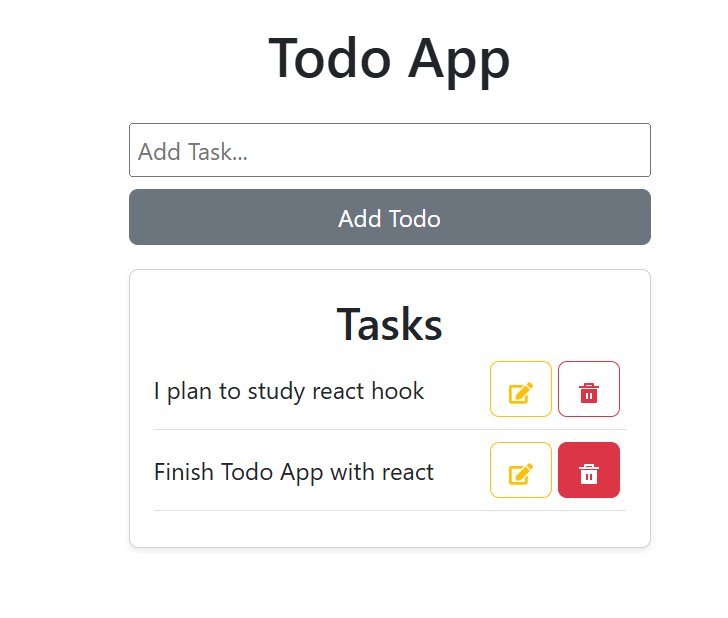 Todo App
Add Task...
Add Todo
Tasks
I plan to study react hook
Finish Todo App with react